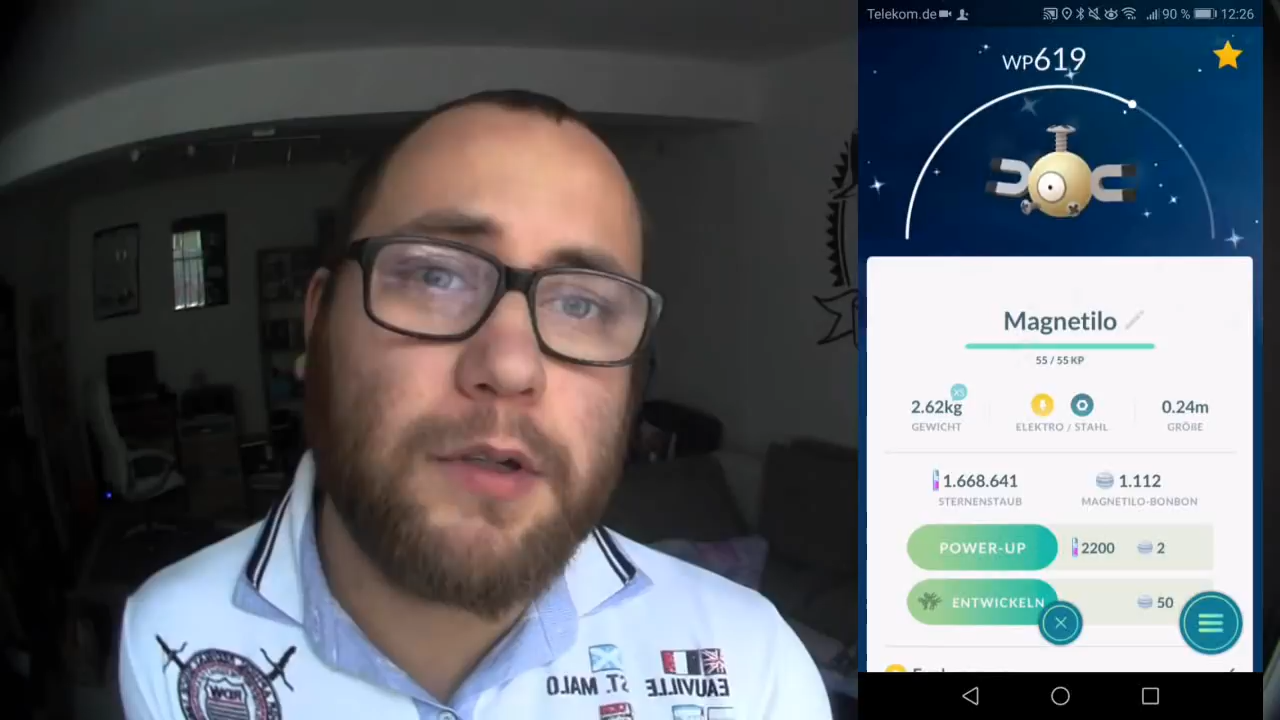 Telekom.de 90 % 12:26
WP619
Magnetilo
55 / 55 KP
XS
2.62kg 0.24m
GEWICHT ELEKTRO / STAHL GRÖßE
1.668.641 1.112
STERNENSTAUB MAGNETILO-BONBON
POWER-UP 2200 2
ENTWICKELN 50
EAUVILLE
ST. MALO